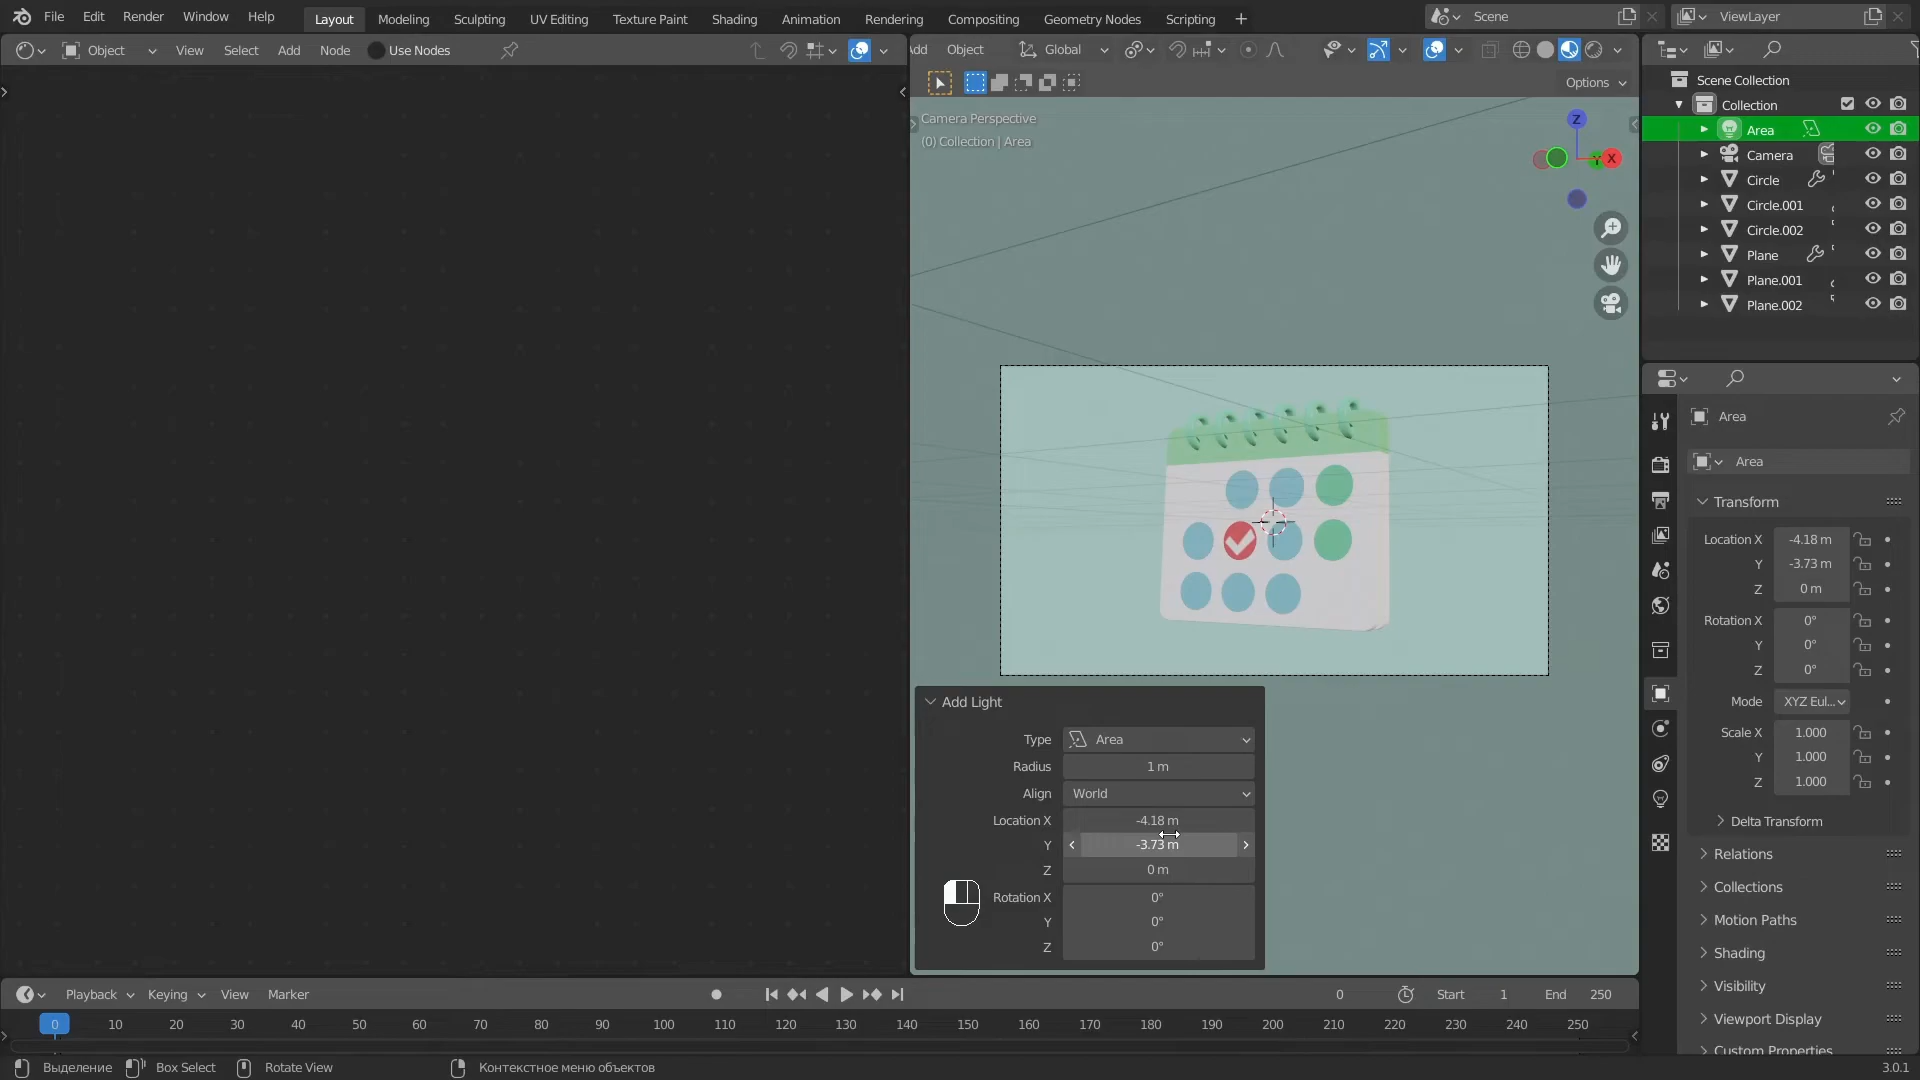 File Edit Render Window Help Layout Modeling Sculpting UV Editing Texture Paint Shading Animation Rendering Compositing Geometry Nodes Scripting + Scene ViewLayer
Object View Select Add Node Use Nodes
Add Object Global
Options
Camera Perspective
(0) Collection | Area
Z
X
Y
Scene Collection
Collection
Area
Camera
Circle
Circle.001
Circle.002
Plane
Plane.001
Plane.002
Area
Area
Transform
Location X -4.18 m
Y -3.73 m
Z 0 m
Rotation X 0°
Y 0°
Z 0°
Mode XYZ Eul...
Scale X 1.000
Y 1.000
Z 1.000
Delta Transform
Relations
Collections
Motion Paths
Shading
Visibility
Viewport Display
Custom Properties
Add Light
Type Area
Radius 1 m
Align World
Location X -4.18 m
Y -3.73 m
Z 0 m
Rotation X 0°
Y 0°
Z 0°
Playback Keying View Marker 0 Start 1 End 250
0 10 20 30 40 50 60 70 80 90 100 110 120 130 140 150 160 170 180 190 200 210 220 230 240 250
Выделение Box Select Rotate View Контекстное меню объектов 3.0.1